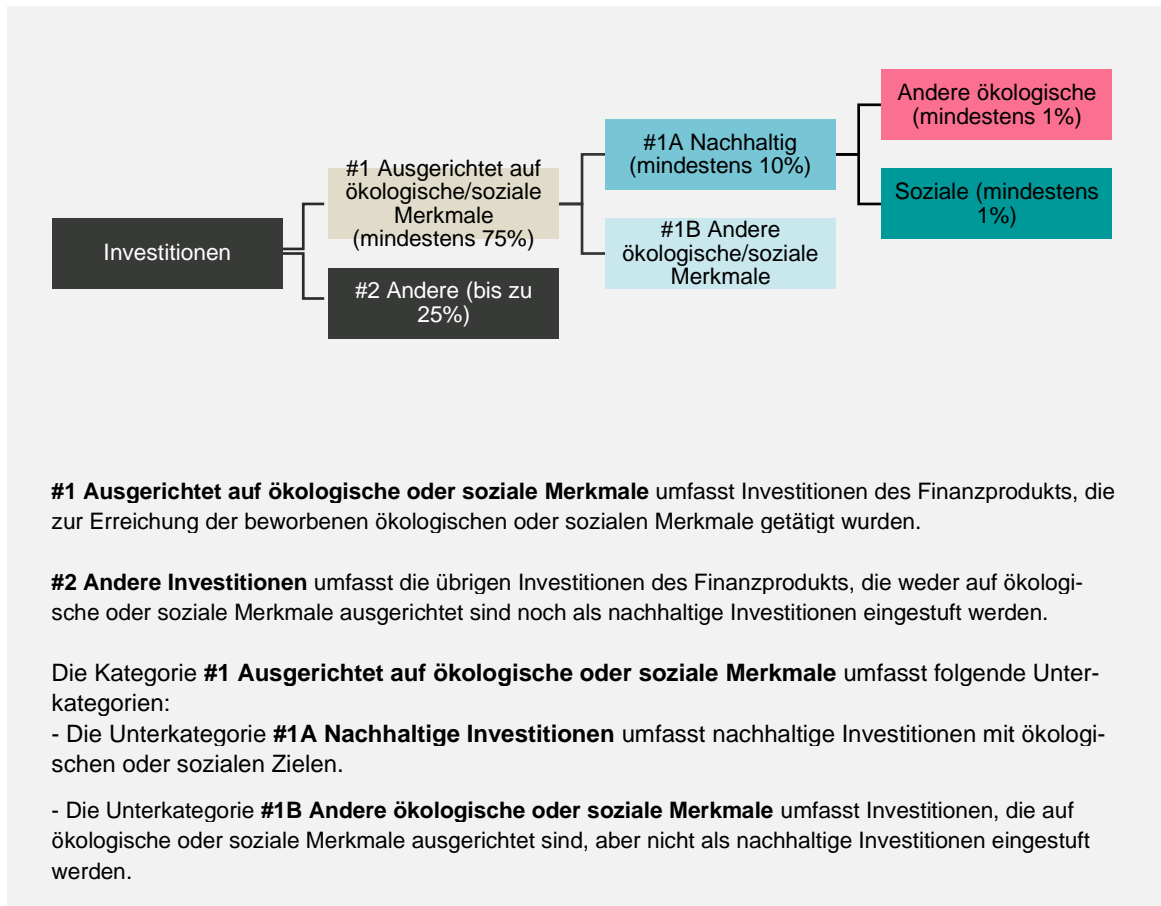 Investitionen
#1 Ausgerichtet auf
ökologische/soziale
Merkmale
(mindestens 75%)
#2 Andere (bis zu
25%)
#1A Nachhaltig
(mindestens 10%)
#1B Andere
ökologische/soziale
Merkmale
Andere ökologische
(mindestens 1%)
Soziale (mindestens
1%)
#1 Ausgerichtet auf ökologische oder soziale Merkmale umfasst Investitionen des Finanzprodukts, die
zur Erreichung der beworbenen ökologischen oder sozialen Merkmale getätigt wurden.
#2 Andere Investitionen umfasst die übrigen Investitionen des Finanzprodukts, die weder auf ökologi-
sche oder soziale Merkmale ausgerichtet sind noch als nachhaltige Investitionen eingestuft werden.
Die Kategorie #1 Ausgerichtet auf ökologische oder soziale Merkmale umfasst folgende Unter-
kategorien:
- Die Unterkategorie #1A Nachhaltige Investitionen umfasst nachhaltige Investitionen mit ökologi-
schen oder sozialen Zielen.
- Die Unterkategorie #1B Andere ökologische oder soziale Merkmale umfasst Investitionen, die auf
ökologische oder soziale Merkmale ausgerichtet sind, aber nicht als nachhaltige Investitionen eingestuft
werden.